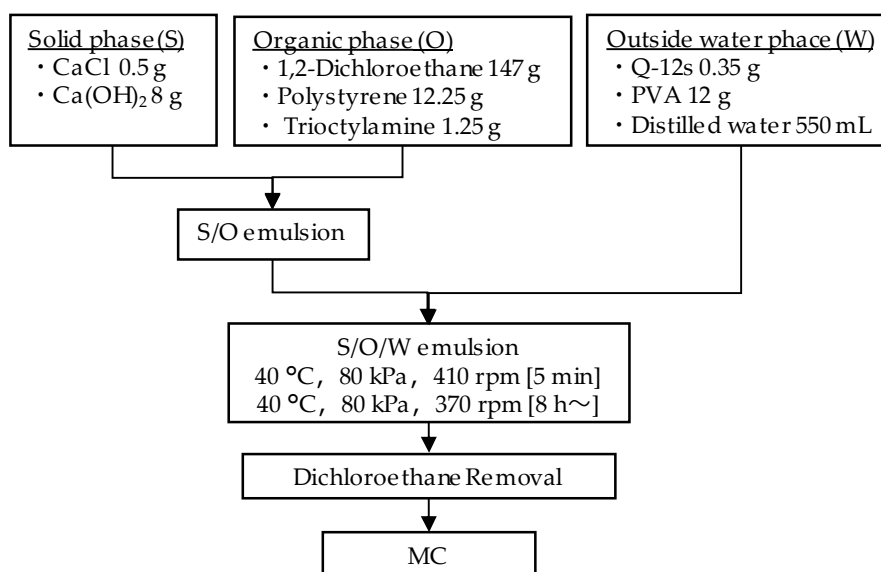 Solid phase (S)
・CaCl 0.5 g
・Ca(OH)₂ 8 g
Organic phase (O)
・1,2-Dichloroethane 147 g
・Polystyrene 12.25 g
・ Trioctylamine 1.25 g
Outside water phace (W)
・Q-12s 0.35 g
・PVA 12 g
・Distilled water 550 mL
S/O emulsion
S/O/W emulsion
40 °C, 80 kPa, 410 rpm [5 min]
40 °C, 80 kPa, 370 rpm [8 h～]
Dichloroethane Removal
MC